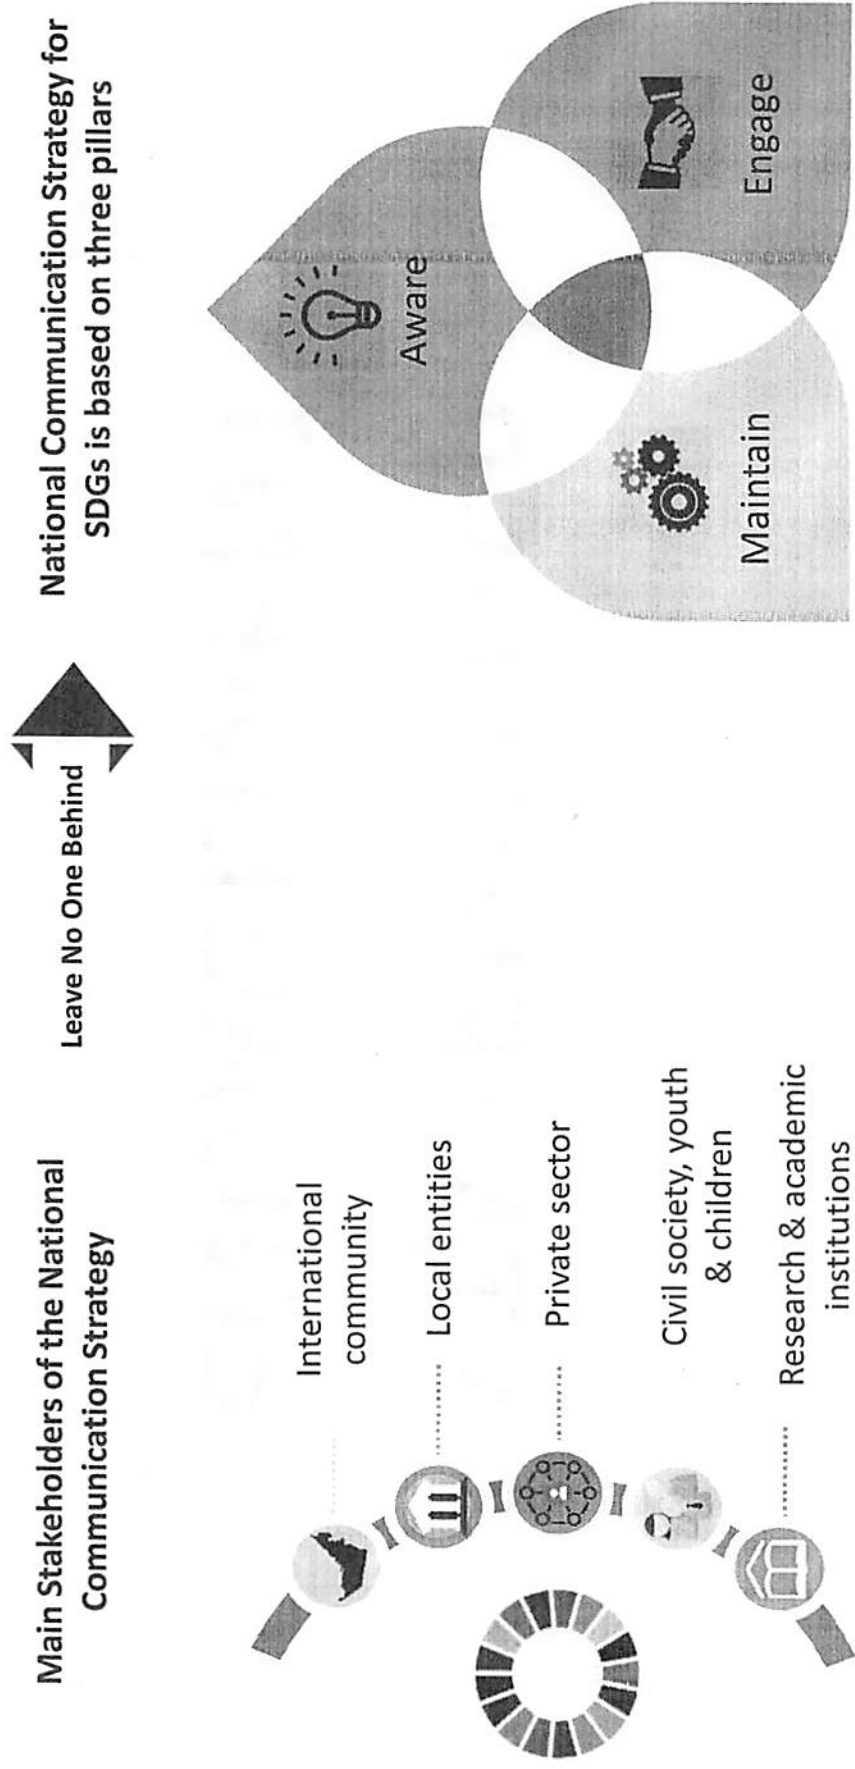 Main Stakeholders of the National
Communication Strategy
International
community
Local entities
Private sector
Civil society, youth
& children
Research & academic
institutions
Leave No One Behind
National Communication Strategy for
SDGs is based on three pillars
Aware
Maintain
Engage